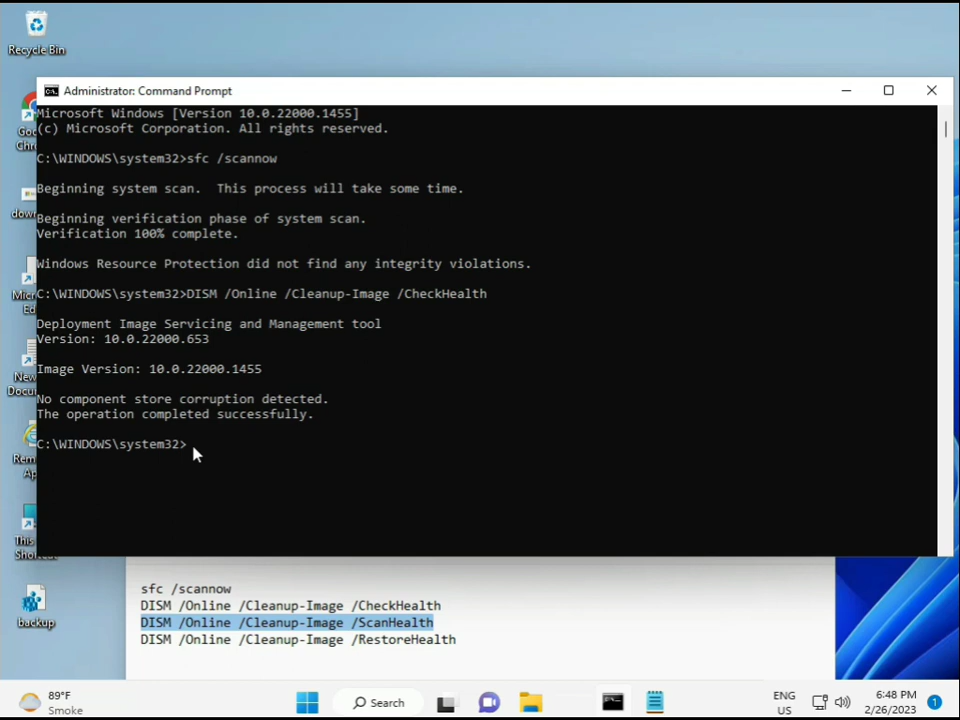 Recycle Bin
Administrator: Command Prompt
Microsoft Windows [Version 10.0.22000.1455]
(c) Microsoft Corporation. All rights reserved.
C:\WINDOWS\system32>sfc /scannow
Beginning system scan.  This process will take some time.
Beginning verification phase of system scan.
Verification 100% complete.
Windows Resource Protection did not find any integrity violations.
C:\WINDOWS\system32>DISM /Online /Cleanup-Image /CheckHealth
Deployment Image Servicing and Management tool
Version: 10.0.22000.653
Image Version: 10.0.22000.1455
No component store corruption detected.
The operation completed successfully.
C:\WINDOWS\system32>
backup
sfc /scannow
DISM /Online /Cleanup-Image /CheckHealth
DISM /Online /Cleanup-Image /ScanHealth
DISM /Online /Cleanup-Image /RestoreHealth
89°F
Smoke
Search
ENG
US
6:48 PM
2/26/2023
1